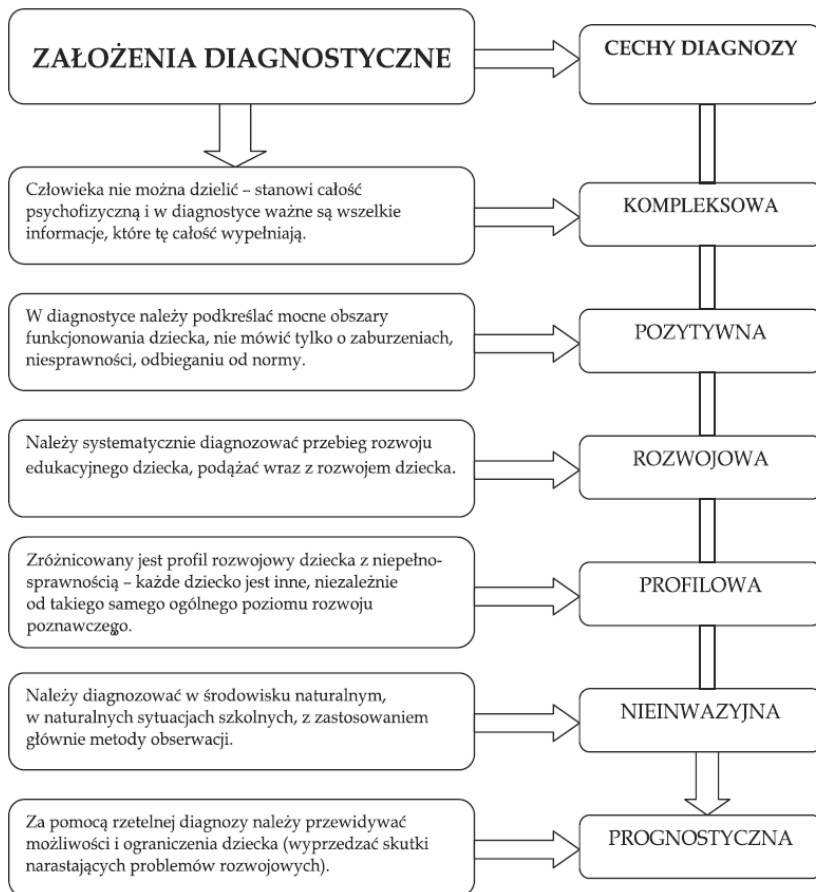 ZAŁOŻENIA DIAGNOSTYCZNE
CECHY DIAGNOZY
Człowieka nie można dzielić – stanowi całość
psychofizyczną i w diagnostyce ważne są wszelkie
informacje, które tę całość wypełniają.
KOMPLEKSOWA
W diagnostyce należy podkreślać mocne obszary
funkcjonowania dziecka, nie mówić tylko o zaburzeniach,
niesprawności, odbieganiu od normy.
POZYTYWNA
Należy systematycznie diagnozować przebieg rozwoju
edukacyjnego dziecka, podążać wraz z rozwojem dziecka.
ROZWOJOWA
Zróżnicowany jest profil rozwojowy dziecka z niepełno-
sprawnością – każde dziecko jest inne, niezależnie
od takiego samego ogólnego poziomu rozwoju
poznawczego.
PROFILOWA
Należy diagnozować w środowisku naturalnym,
w naturalnych sytuacjach szkolnych, z zastosowaniem
głównie metody obserwacji.
NIEINWAZYJNA
Za pomocą rzetelnej diagnozy należy przewidywać
możliwości i ograniczenia dziecka (wyprzedzać skutki
narastających problemów rozwojowych).
PROGNOSTYCZNA